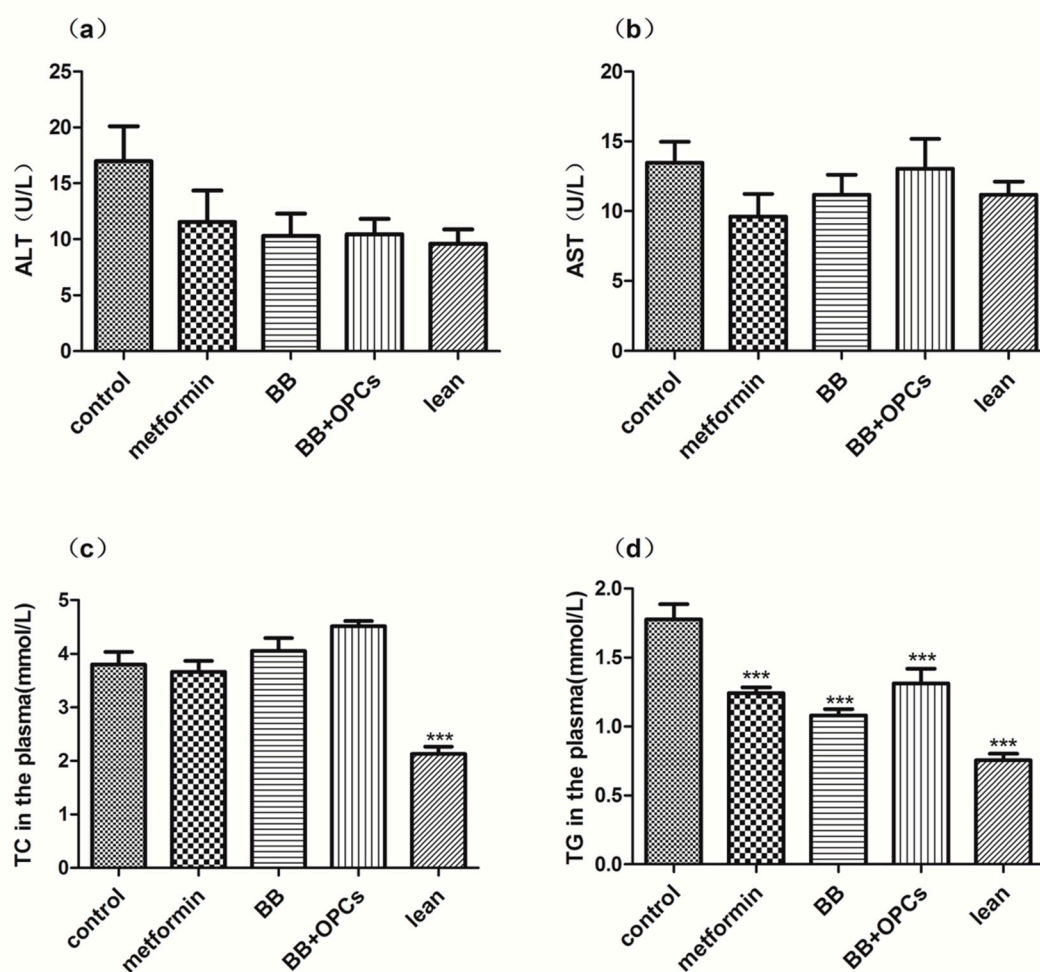 （a）
ALT（U/L）
25
20
15
10
5
0
control
metformin
BB
BB+OPCs
lean
（b）
AST（U/L）
20
15
10
5
0
control
metformin
BB
BB+OPCs
lean
（c）
TC in the plasma(mmol/L)
5
4
3
2
1
0
***
control
metformin
BB
BB+OPCs
lean
（d）
TG in the plasma(mmol/L)
2.0
1.5
1.0
0.5
0.0
***
***
***
***
control
metformin
BB
BB+OPCs
lean